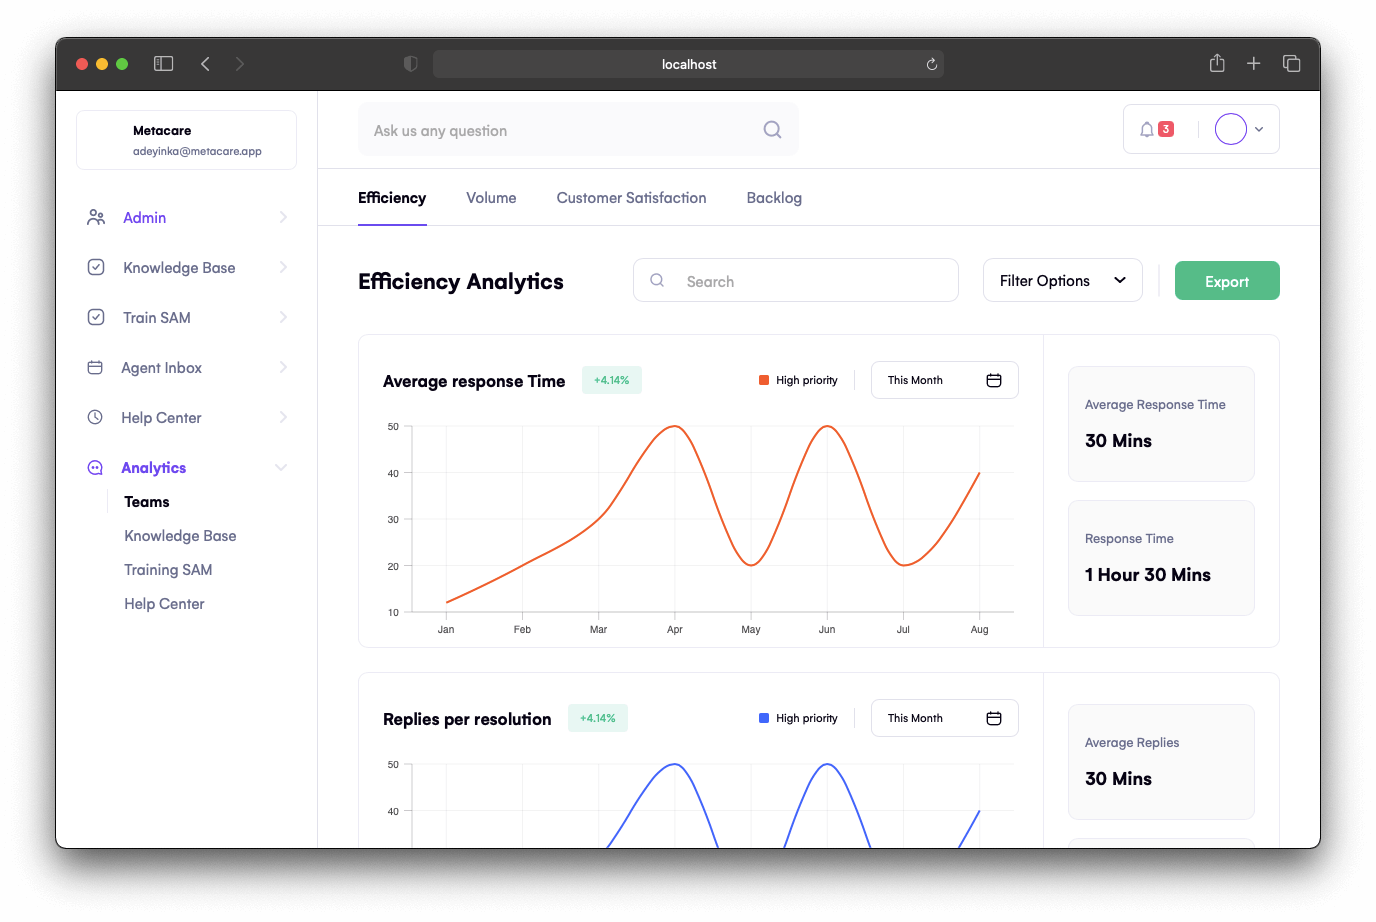 localhost
Metacare
adeyinka@metacare.app
Ask us any question
3
Admin
Knowledge Base
Train SAM
Agent Inbox
Help Center
Analytics
Teams
Knowledge Base
Training SAM
Help Center
Efficiency Volume Customer Satisfaction Backlog
Efficiency Analytics
Search
Filter Options
Export
Average response Time +4.14%
High priority
This Month
50
40
30
20
10
Jan Feb Mar Apr May Jun Jul Aug
Average Response Time
30 Mins
Response Time
1 Hour 30 Mins
Replies per resolution +4.14%
High priority
This Month
50
40
Average Replies
30 Mins